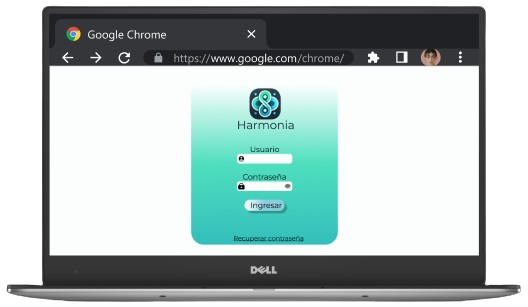 Google Chrome
https://www.google.com/chrome/
Harmonia
Usuario
Contraseña
Ingresar
Recuperar contraseña
DELL